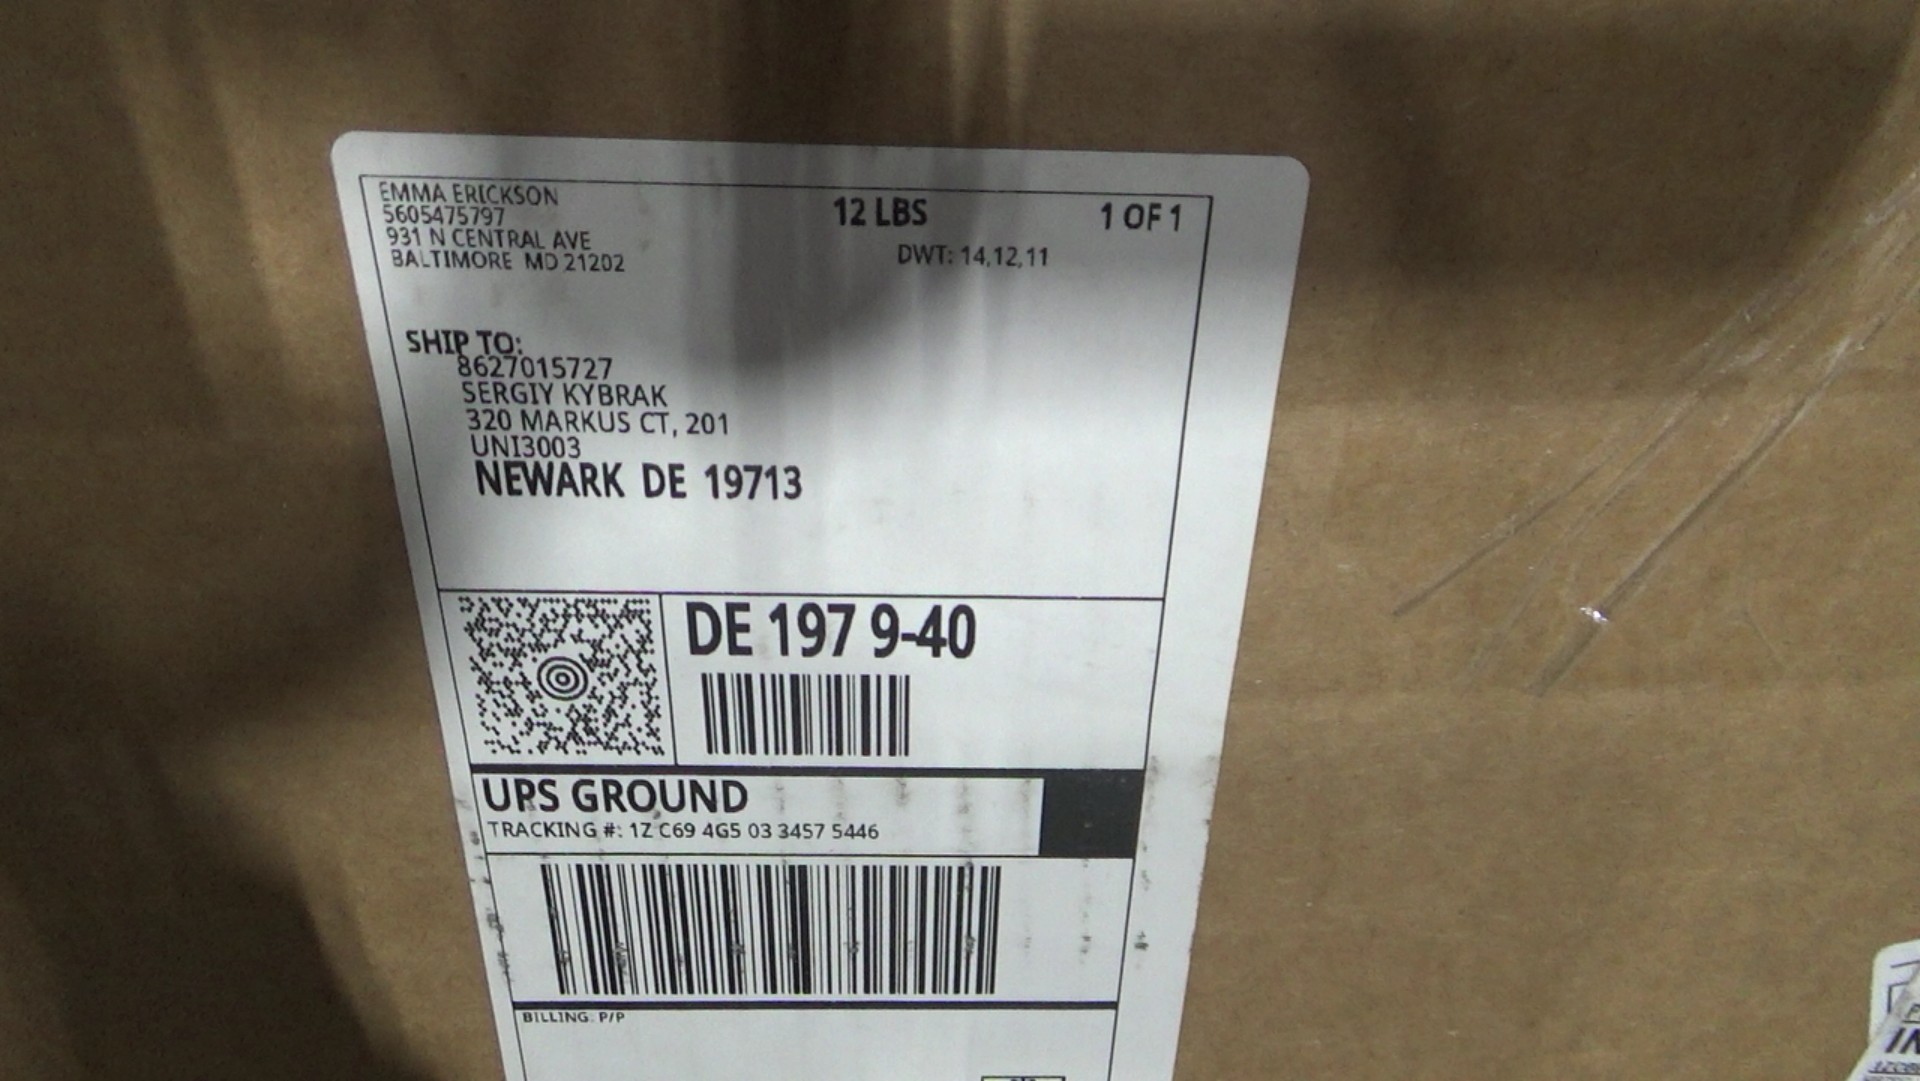 EMMA ERICKSON
5605475797
931 N CENTRAL AVE
BALTIMORE MD 21202
12 LBS
1 OF 1
DWT: 14,12,11
SHIP TO:
8627015727
SERGIY KYBRAK
320 MARKUS CT, 201
UNI3003
NEWARK DE 19713
DE 197 9-40
UPS GROUND
TRACKING #: 1Z C69 4G5 03 3457 5446
BILLING: P/P